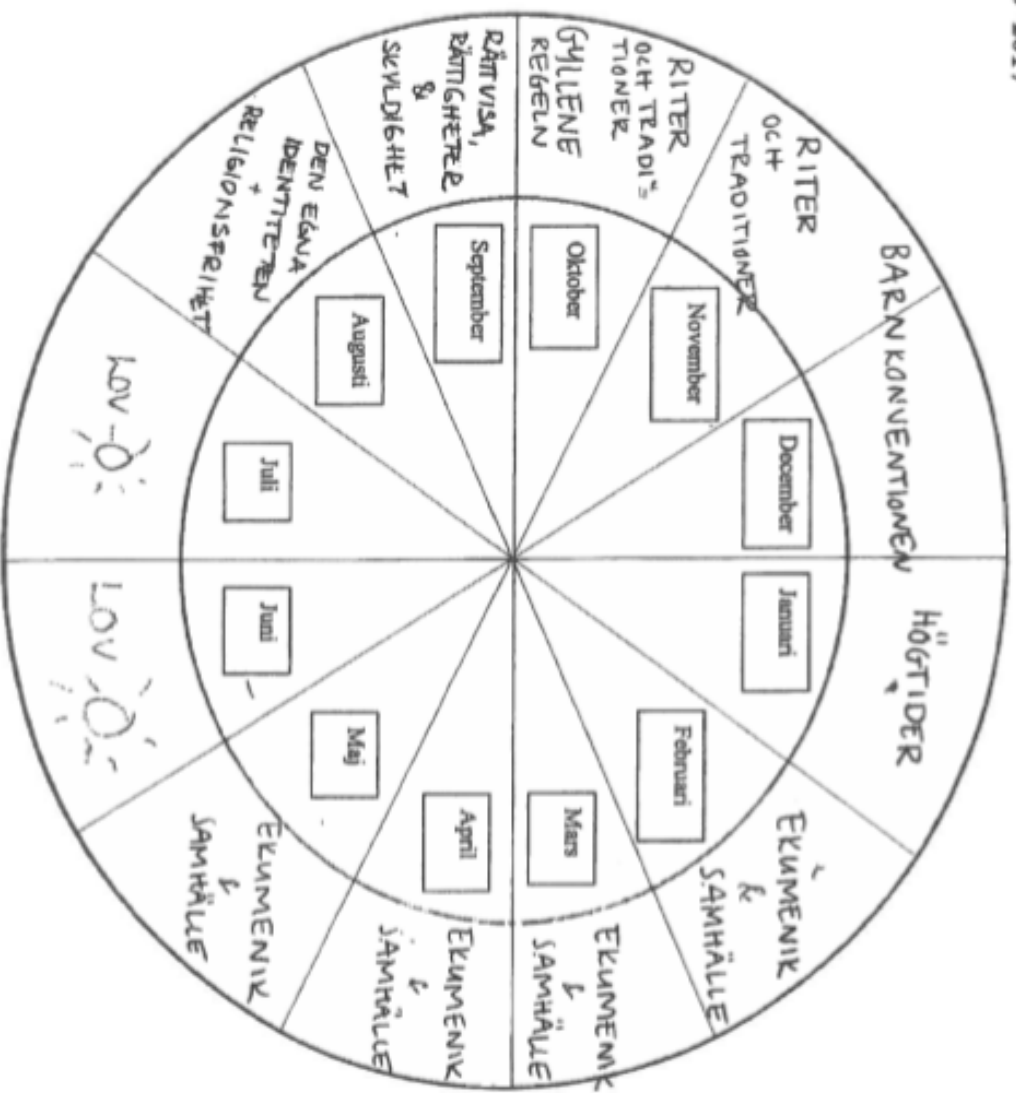 BARNKONVENTIONEN
HÖGTIDER
EKUMENIK
&
SAMHÄLLE
EKUMENIK
&
SAMHÄLLE
EKUMENIK
&
SAMHÄLLE
EKUMENIK
&
SAMHÄLLE
LOV
LOV
DEN EGNA
IDENTITETEN
+
RELIGIONSFRIHET
RÄTTVISA,
RÄTTIGHETER
&
SKYLDIGHET
RITER
OCH TRADI=
TIONER
GYLLENE
REGELN
RITER
OCH
TRADITIONER
Januari
Februari
Mars
April
Maj
Juni
Juli
Augusti
September
Oktober
November
December